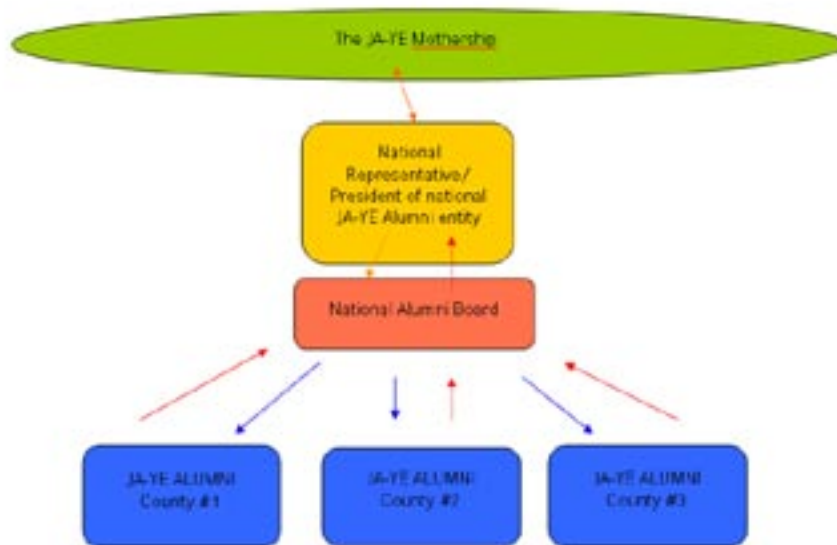 The JA-YE Mothership
National
Representative/
President of national
JA-YE Alumni entity
National Alumni Board
JA-YE ALUMNI
County #1
JA-YE ALUMNI
County #2
JA-YE ALUMNI
County #3